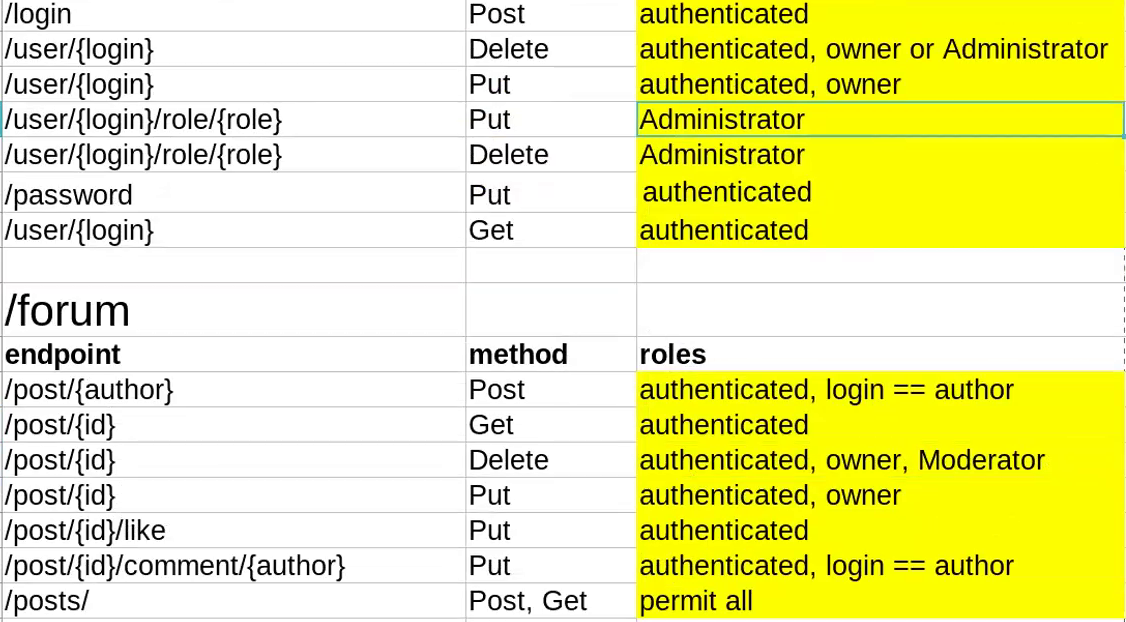 /login Post authenticated
/user/{login} Delete authenticated, owner or Administrator
/user/{login} Put authenticated, owner
/user/{login}/role/{role} Put Administrator
/user/{login}/role/{role} Delete Administrator
/password Put authenticated
/user/{login} Get authenticated
/forum
endpoint method roles
/post/{author} Post authenticated, login == author
/post/{id} Get authenticated
/post/{id} Delete authenticated, owner, Moderator
/post/{id} Put authenticated, owner
/post/{id}/like Put authenticated
/post/{id}/comment/{author} Put authenticated, login == author
/posts/ Post, Get permit all